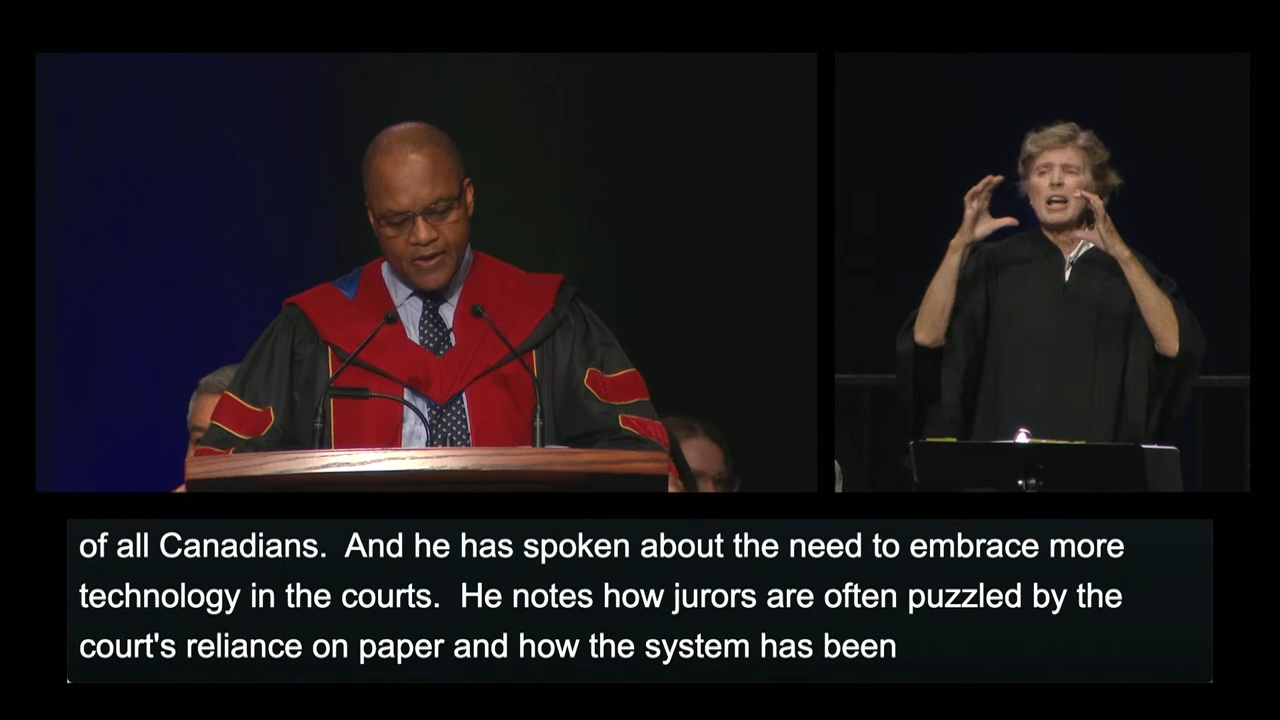 of all Canadians.  And he has spoken about the need to embrace more
technology in the courts.  He notes how jurors are often puzzled by the
court's reliance on paper and how the system has been